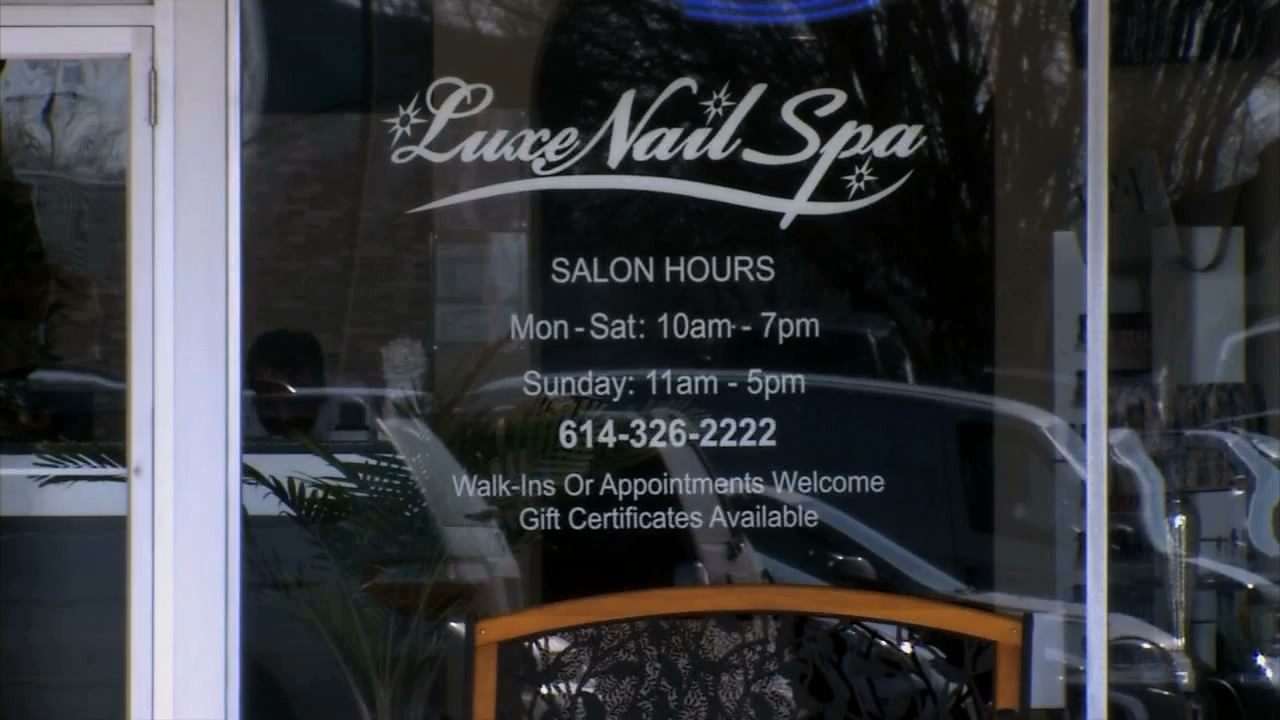 Luxe Nail Spa
SALON HOURS
Mon - Sat: 10am - 7pm
Sunday: 11am - 5pm
614-326-2222
Walk-Ins Or Appointments Welcome
Gift Certificates Available